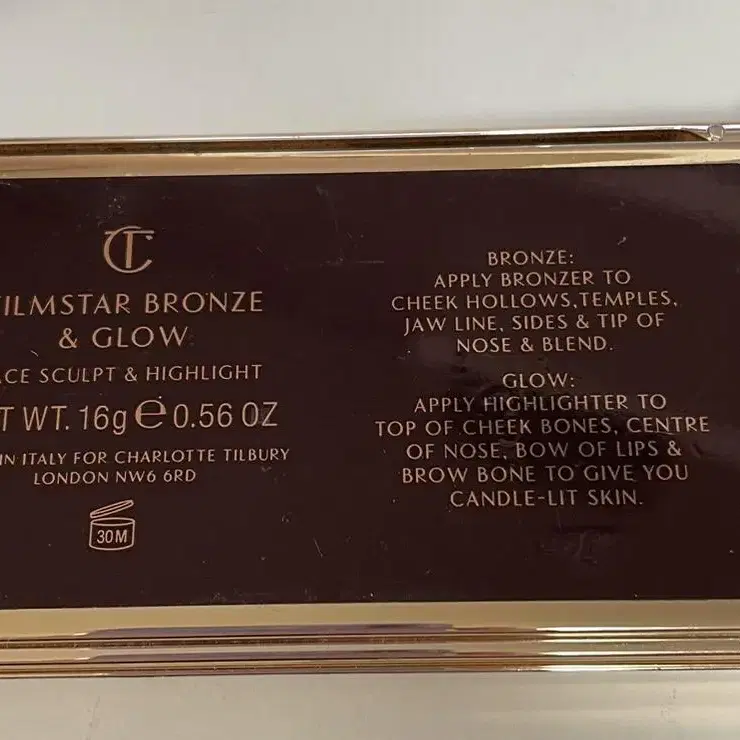 CT
ILMSTAR BRONZE
& GLOW
CE SCULPT & HIGHLIGHT
T WT. 16g e 0.56 OZ
IN ITALY FOR CHARLOTTE TILBURY
LONDON NW6 6RD
30M
BRONZE:
APPLY BRONZER TO
CHEEK HOLLOWS, TEMPLES,
JAW LINE, SIDES & TIP OF
NOSE & BLEND.
GLOW:
APPLY HIGHLIGHTER TO
TOP OF CHEEK BONES, CENTRE
OF NOSE, BOW OF LIPS &
BROW BONE TO GIVE YOU
CANDLE-LIT SKIN.